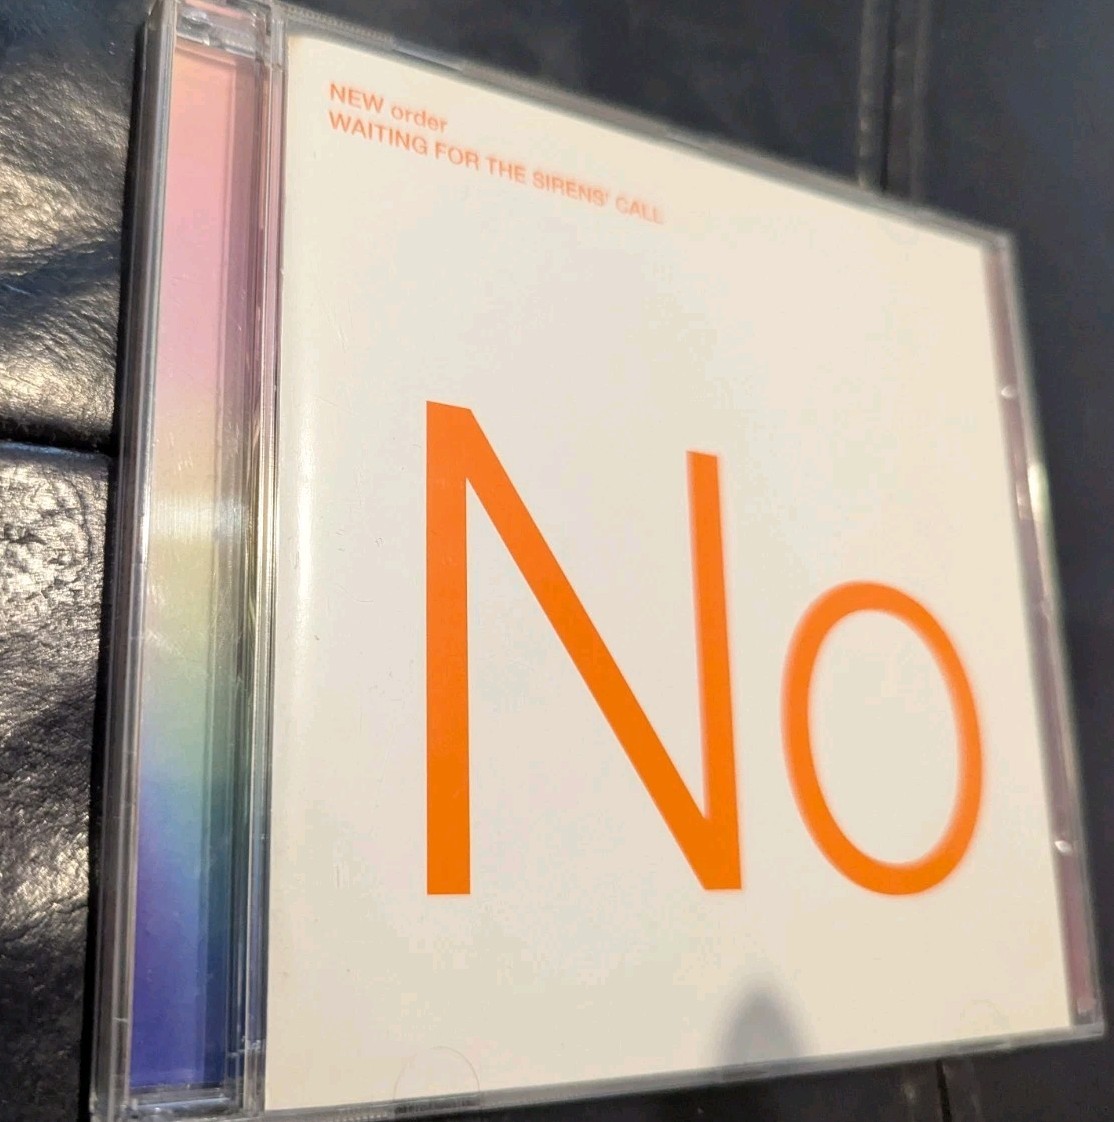 NEW order
WAITING FOR THE SIRENS' CALL
No